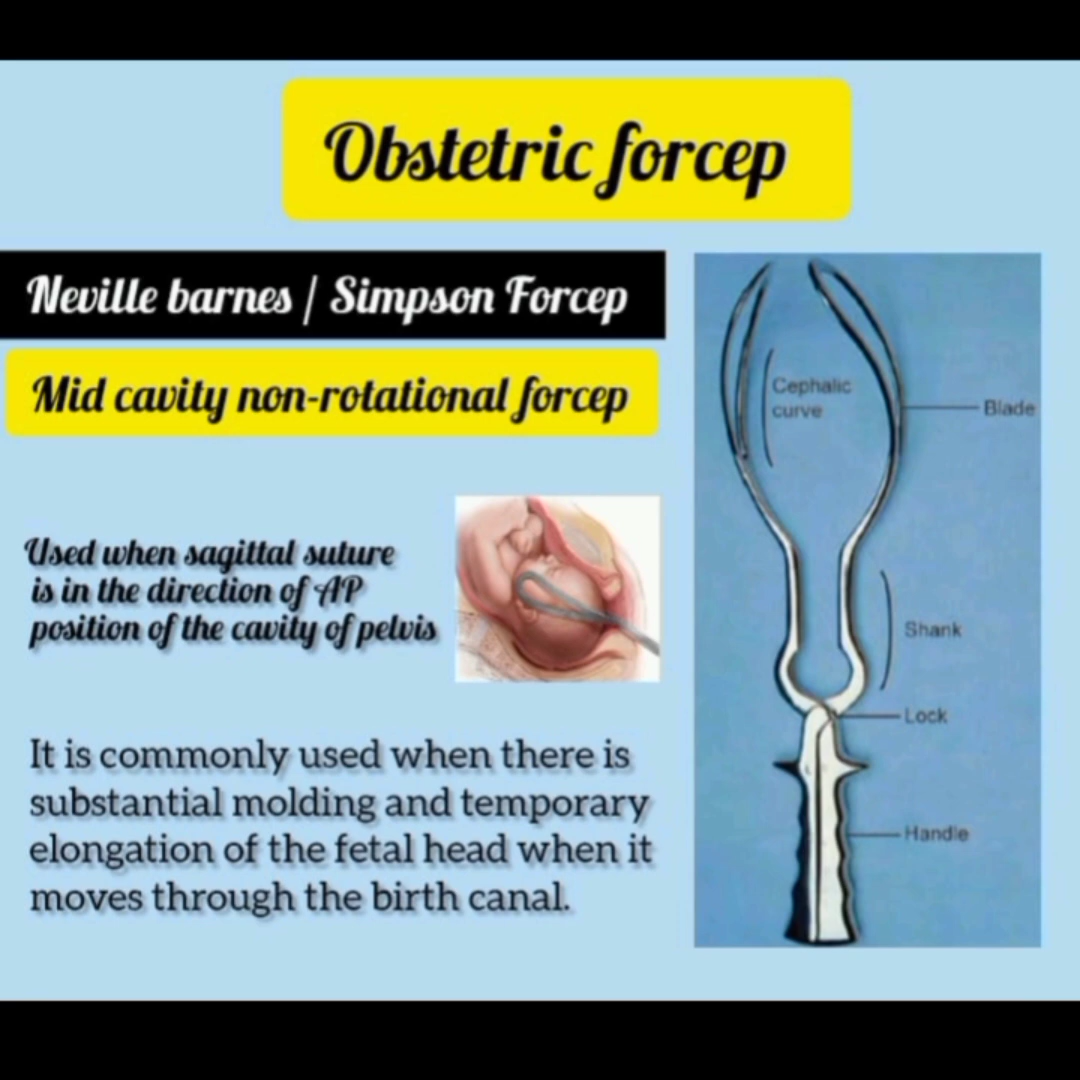 Obstetric forcep
Neville barnes / Simpson Forcep
Mid cavity non-rotational forcep
Used when sagittal suture
is in the direction of AP
position of the cavity of pelvis
It is commonly used when there is
substantial molding and temporary
elongation of the fetal head when it
moves through the birth canal.
Cephalic
curve
Blade
Shank
Lock
Handle